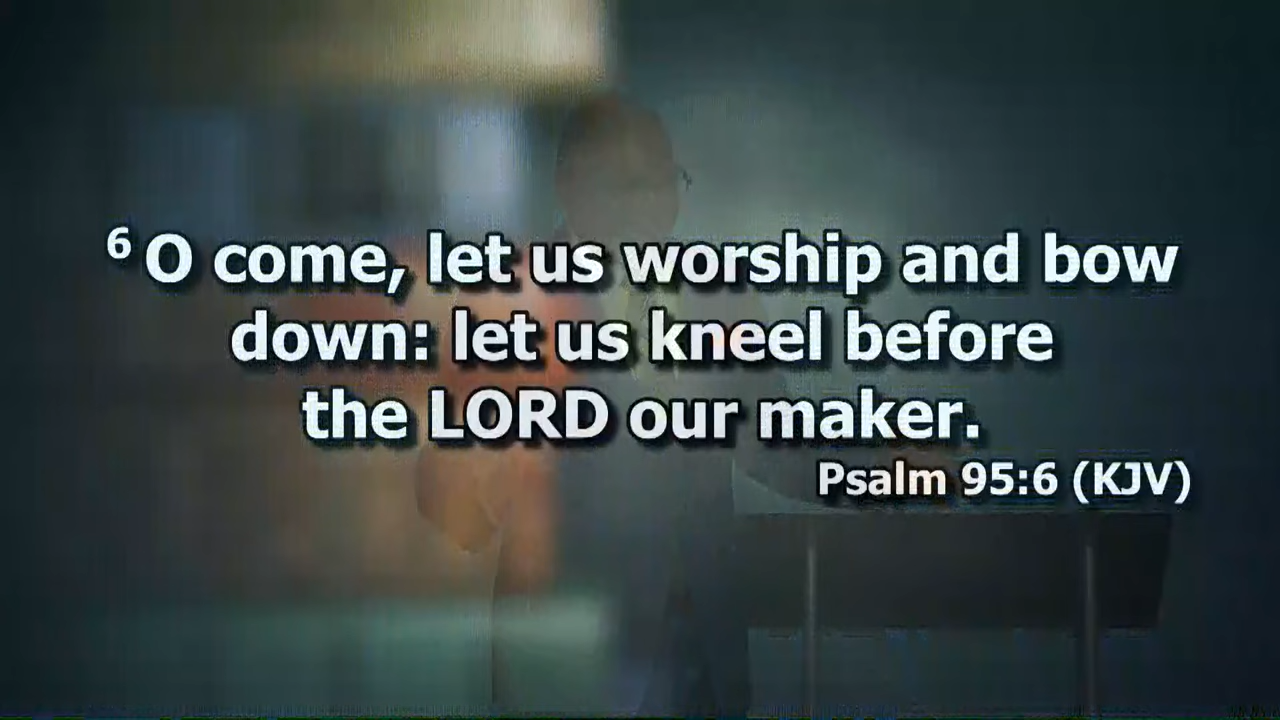 ⁶ O come, let us worship and bow
down: let us kneel before
the LORD our maker.
Psalm 95:6 (KJV)